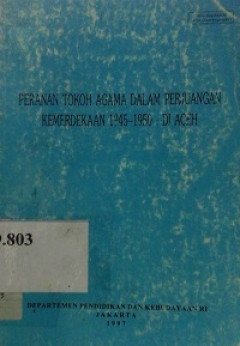 PERANAN TOKOH AGAMA DALAM PERJUANGAN
KEMERDEKAAN 1945-1950 DI ACEH
9.803
DEPARTEMEN PENDIDIKAN DAN KEBUDAYAAN RI
JAKARTA
1997